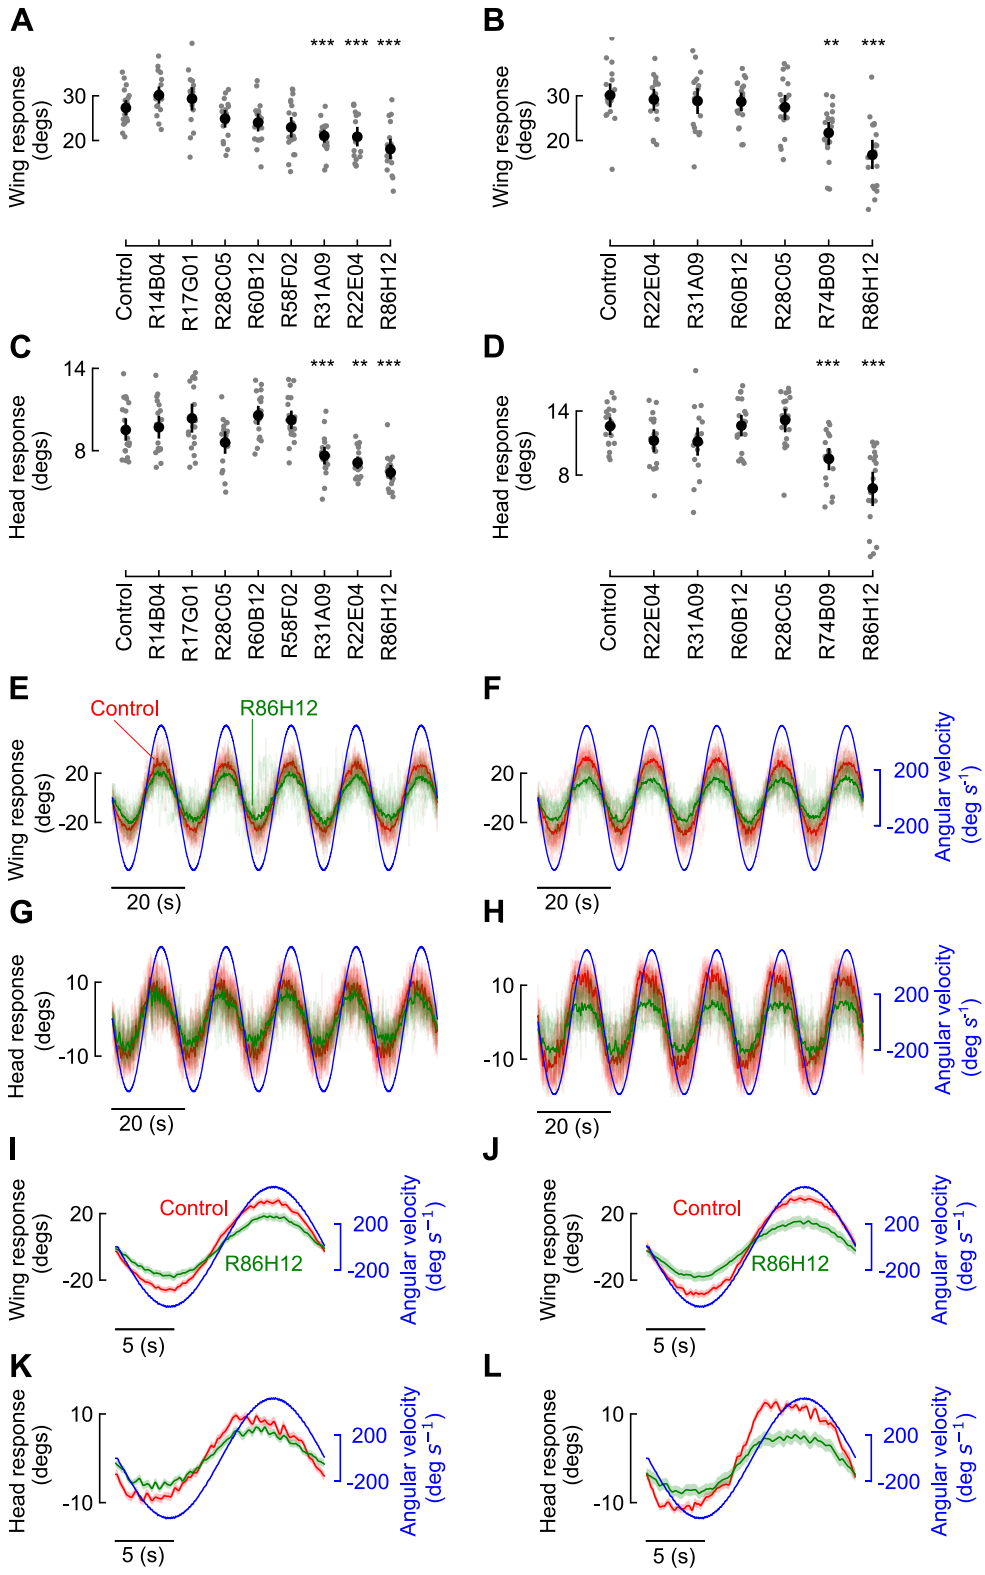 A
Wing response
(degs)
30
20
***
***
***
Control
R14B04
R17G01
R28C05
R60B12
R58F02
R31A09
R22E04
R86H12
B
Wing response
(degs)
30
20
**
***
Control
R22E04
R31A09
R60B12
R28C05
R74B09
R86H12
C
Head response
(degs)
14
8
***
**
***
Control
R14B04
R17G01
R28C05
R60B12
R58F02
R31A09
R22E04
R86H12
D
Head response
(degs)
14
8
***
***
Control
R22E04
R31A09
R60B12
R28C05
R74B09
R86H12
E
Control
R86H12
Wing response
(degs)
20
-20
20 (s)
F
20
-20
200
-200
Angular velocity
(deg s⁻¹)
20 (s)
G
Head response
(degs)
10
-10
20 (s)
H
10
-10
200
-200
Angular velocity
(deg s⁻¹)
20 (s)
I
Wing response
(degs)
20
-20
Control
R86H12
200
-200
Angular velocity
(deg s⁻¹)
5 (s)
J
Wing response
(degs)
20
-20
Control
R86H12
200
-200
Angular velocity
(deg s⁻¹)
5 (s)
K
Head response
(degs)
10
-10
200
-200
Angular velocity
(deg s⁻¹)
5 (s)
L
Head response
(degs)
10
-10
200
-200
Angular velocity
(deg s⁻¹)
5 (s)